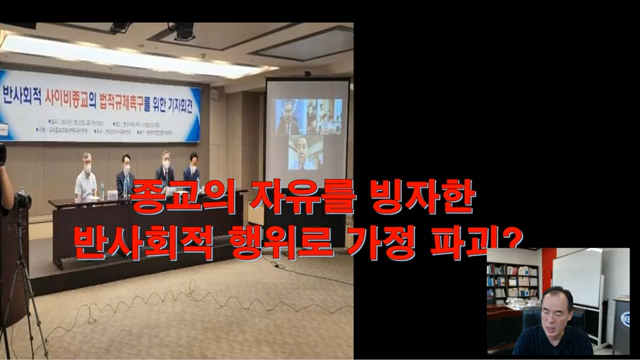 반사회적 사이비종교의 법적규제촉구를 위한 기자회견
종교의 자유를 빙자한
반사회적 행위로 가정 파괴?